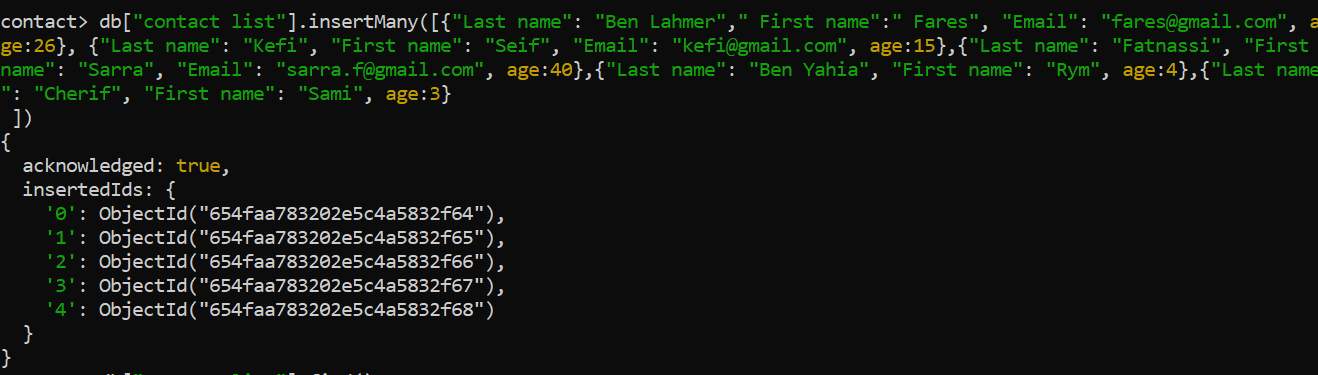 contact> db["contact list"].insertMany([{"Last name": "Ben Lahmer"," First name":" Fares", "Email": "fares@gmail.com", a
ge:26}, {"Last name": "Kefi", "First name": "Seif", "Email": "kefi@gmail.com", age:15},{"Last name": "Fatnassi", "First
name": "Sarra", "Email": "sarra.f@gmail.com", age:40},{"Last name": "Ben Yahia", "First name": "Rym", age:4},{"Last name
": "Cherif", "First name": "Sami", age:3}
 ])
{
  acknowledged: true,
  insertedIds: {
    '0': ObjectId("654faa783202e5c4a5832f64"),
    '1': ObjectId("654faa783202e5c4a5832f65"),
    '2': ObjectId("654faa783202e5c4a5832f66"),
    '3': ObjectId("654faa783202e5c4a5832f67"),
    '4': ObjectId("654faa783202e5c4a5832f68")
  }
}